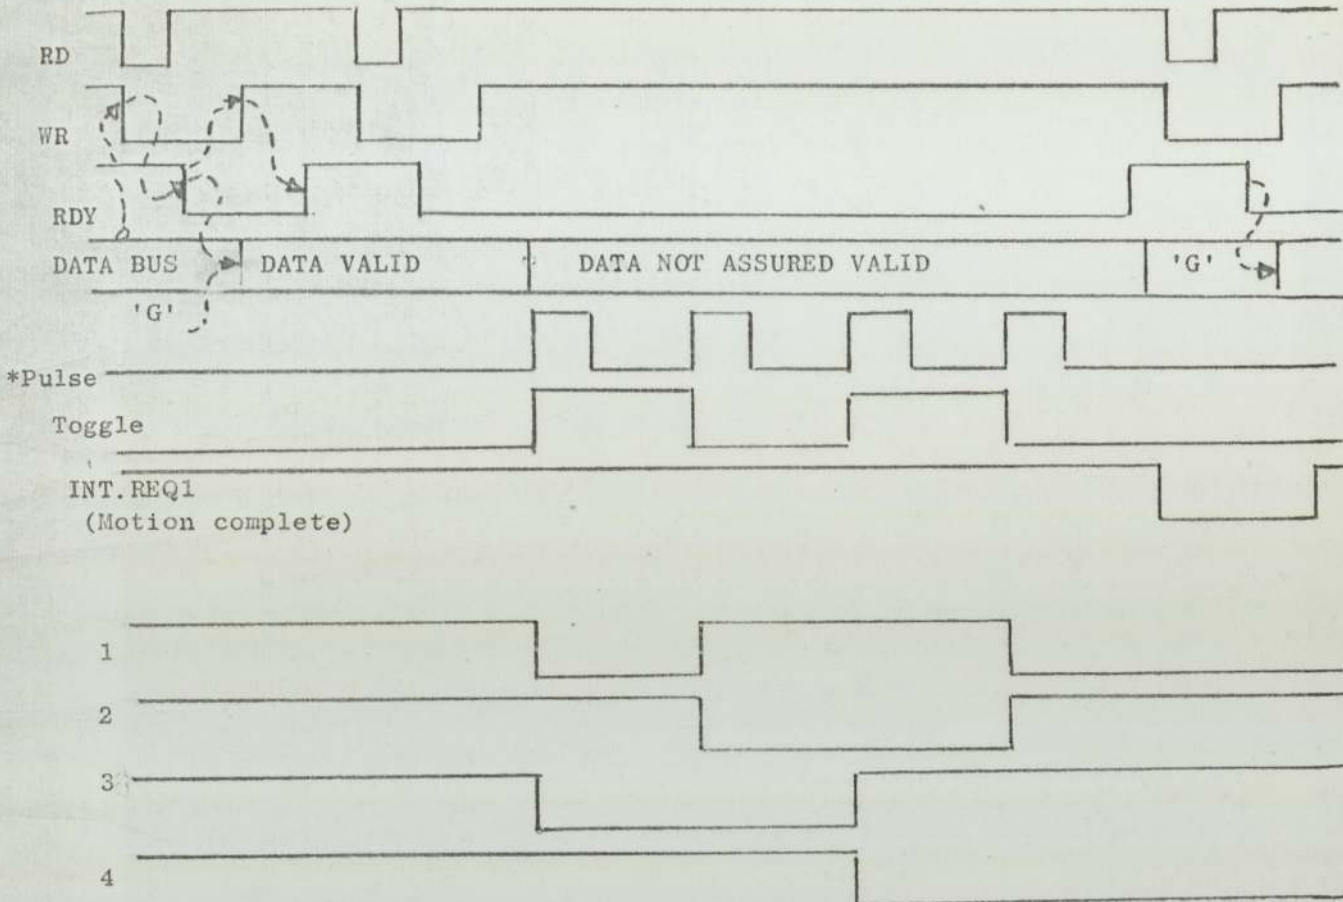 RD
WR
RDY
DATA BUS DATA VALID DATA NOT ASSURED VALID 'G'
'G'
*Pulse
Toggle
INT.REQ1
(Motion complete)
1
2
3
4